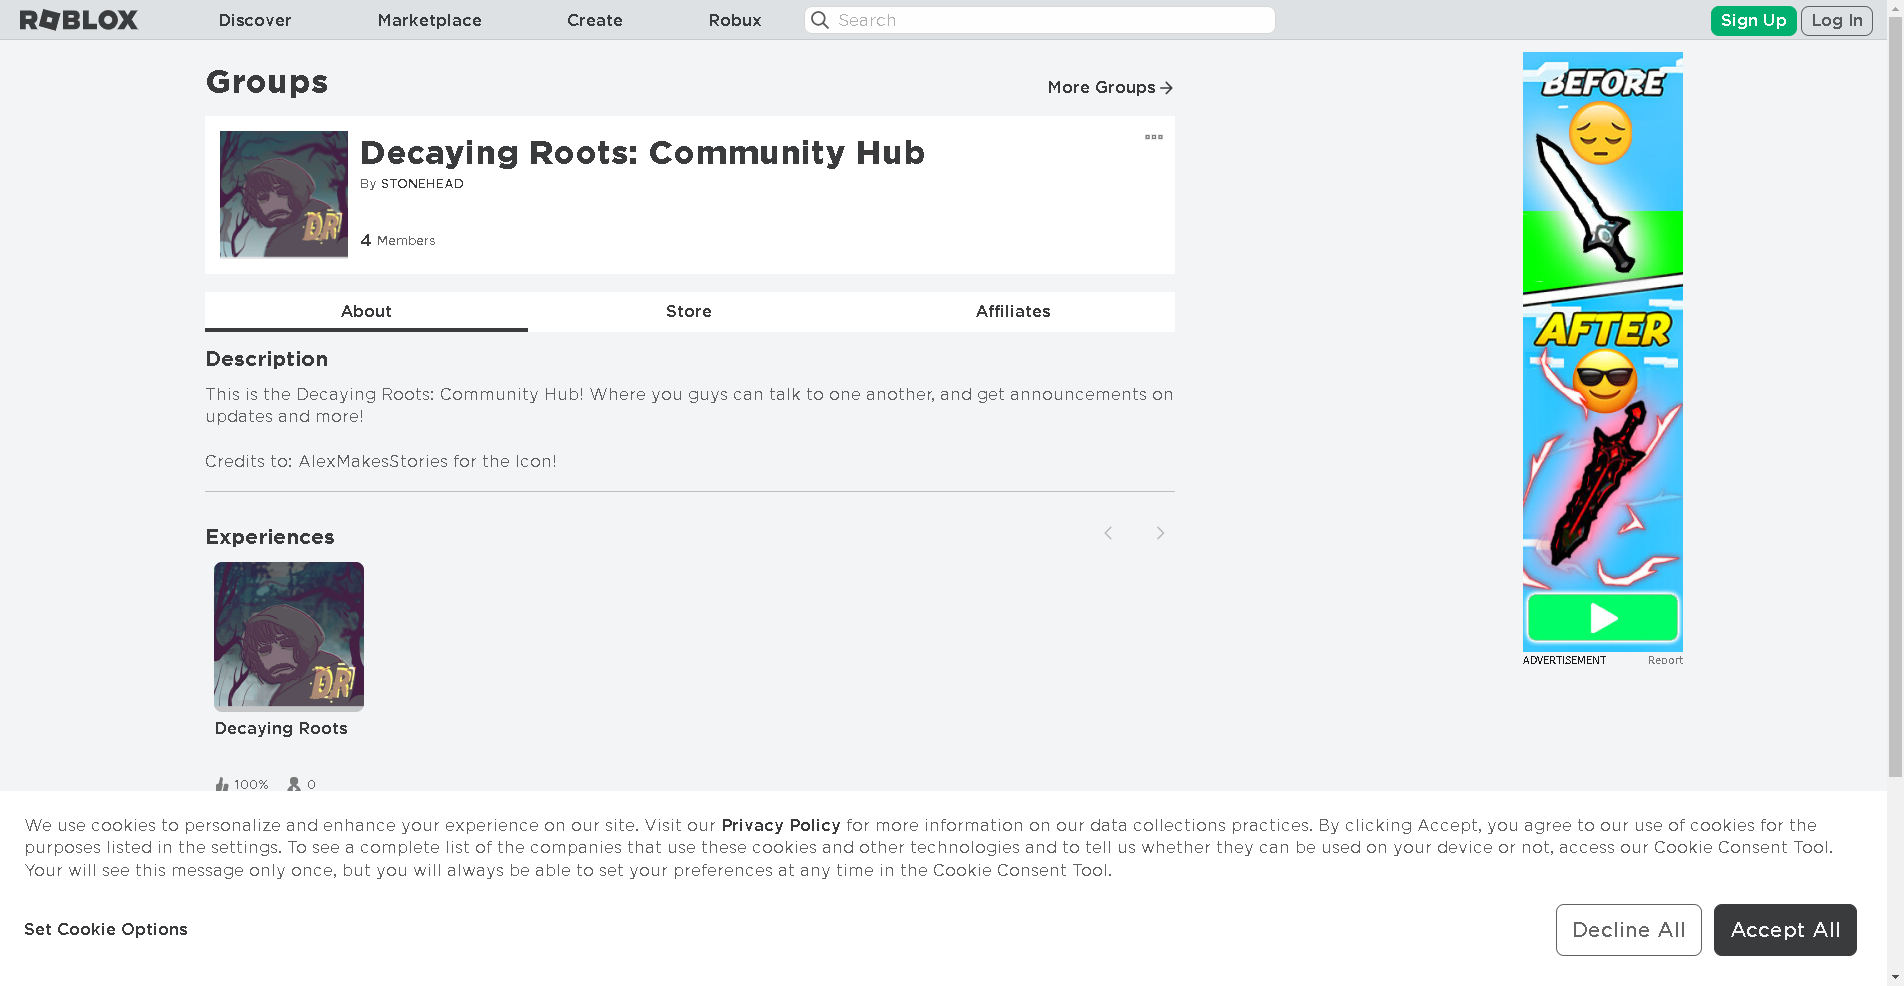 ROBLOX
Discover
Marketplace
Create
Robux
Search
Sign Up
Log In
Groups
More Groups
Decaying Roots: Community Hub
By STONEHEAD
4 Members
DR
About
Store
Affiliates
Description
This is the Decaying Roots: Community Hub! Where you guys can talk to one another, and get announcements on
updates and more!
Credits to: AlexMakesStories for the Icon!
Experiences
DR
Decaying Roots
100%
0
BEFORE
AFTER
ADVERTISEMENT
Report
We use cookies to personalize and enhance your experience on our site. Visit our Privacy Policy for more information on our data collections practices. By clicking Accept, you agree to our use of cookies for the
purposes listed in the settings. To see a complete list of the companies that use these cookies and other technologies and to tell us whether they can be used on your device or not, access our Cookie Consent Tool.
Your will see this message only once, but you will always be able to set your preferences at any time in the Cookie Consent Tool.
Set Cookie Options
Decline All
Accept All